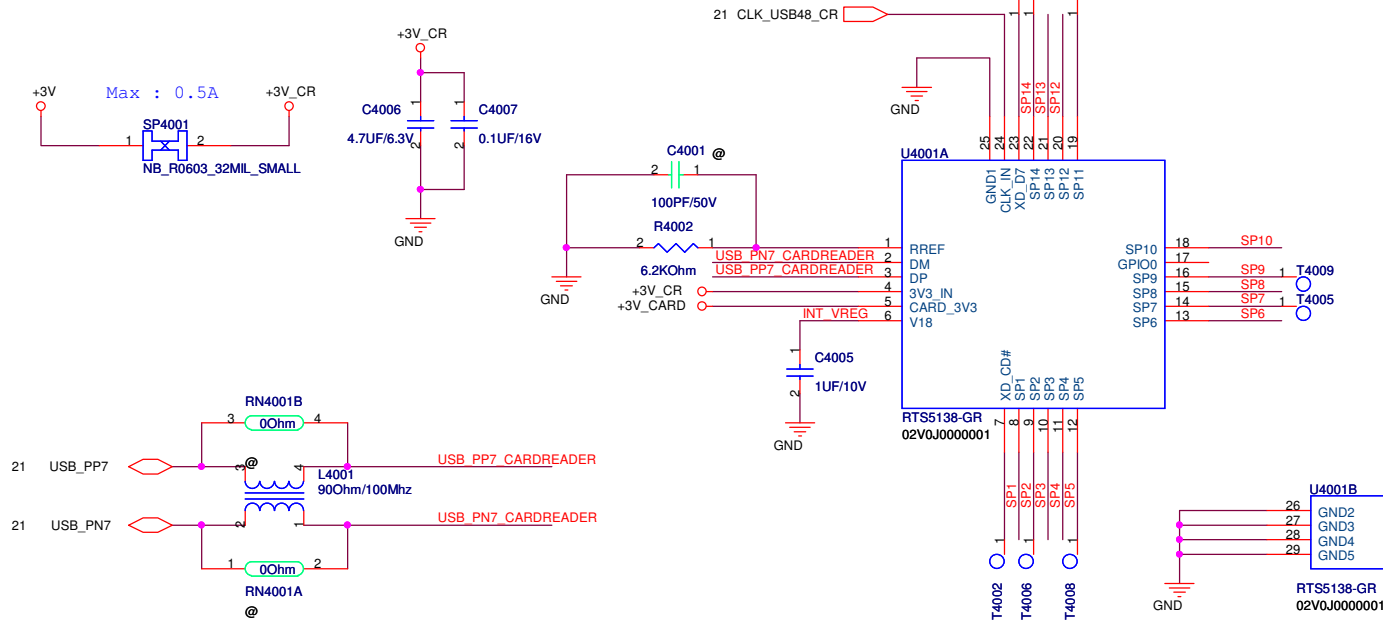 21 CLK_USB48_CR
1 1 1
+3V_CR
+3V
Max : 0.5A
+3V_CR
SP4001
1 2
NB_R0603_32MIL_SMALL
C4006
4.7UF/6.3V
1
2
C4007
0.1UF/16V
1
2
GND
GND
SP14
SP13
SP12
25
24
23
22
21
20
19
U4001A
GND1
CLK_IN
XD_D7
SP14
SP13
SP12
SP11
C4001 @
2 1
100PF/50V
R4002
2 1
6.2KOhm
GND
USB_PN7_CARDREADER
USB_PP7_CARDREADER
+3V_CR
+3V_CARD
INT_VREG
1 RREF
2 DM
3 DP
4 3V3_IN
5 CARD_3V3
6 V18
SP10 18 SP10
GPIO0 17
SP9 16 SP9 1 T4009
SP8 15 SP8
SP7 14 SP7 1 T4005
SP6 13 SP6
1
C4005
1UF/10V
2
GND
XD_CD#
SP1
SP2
SP3
SP4
SP5
RTS5138-GR
02V0J0000001
7
8
9
10
11
12
SP1
SP2
SP3
SP4
SP5
1 1 1
T4002
T4006
T4008
RN4001B
3 0Ohm 4
21 USB_PP7
@
3 4
USB_PP7_CARDREADER
L4001
90Ohm/100Mhz
21 USB_PN7
2 1
USB_PN7_CARDREADER
1 0Ohm 2
RN4001A
@
U4001B
26 GND2
27 GND3
28 GND4
29 GND5
GND
RTS5138-GR
02V0J0000001